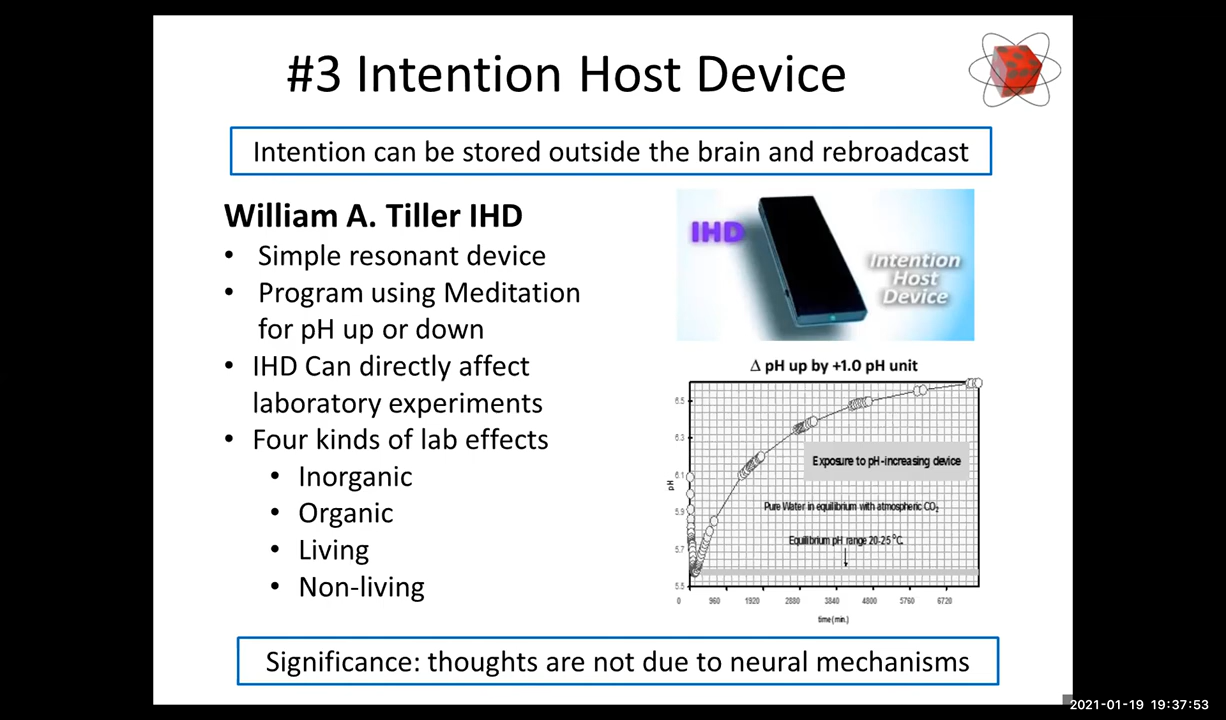 #3 Intention Host Device
Intention can be stored outside the brain and rebroadcast
William A. Tiller IHD
• Simple resonant device
• Program using Meditation
for pH up or down
• IHD Can directly affect
laboratory experiments
• Four kinds of lab effects
• Inorganic
• Organic
• Living
• Non-living
IHD
Intention
Host
Device
Δ pH up by +1.0 pH unit
6.5
6.3
6.1
5.9
5.7
5.5
pH
Exposure to pH-increasing device
Pure Water in equilibrium with atmospheric CO₂
Equilibrium pH range 20-25 °C.
0 960 1920 2880 3840 4800 5760 6720
time (min.)
Significance: thoughts are not due to neural mechanisms
2021-01-19 19:37:53